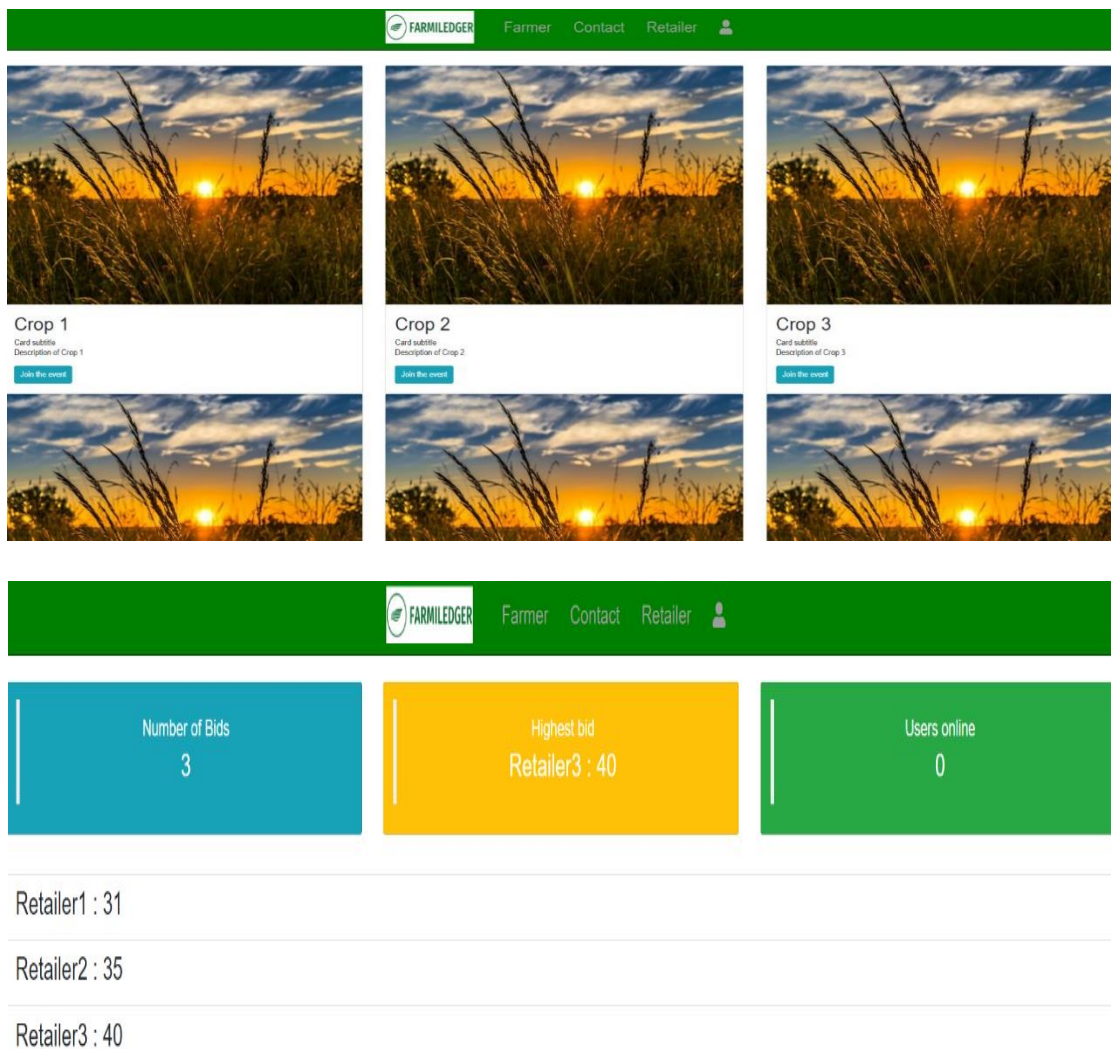 FARMILEDGER Farmer Contact Retailer
Crop 1 Crop 2 Crop 3
Card subtitle Card subtitle Card subtitle
Description of Crop 1 Description of Crop 2 Description of Crop 3
Join the event Join the event Join the event
FARMILEDGER Farmer Contact Retailer
Number of Bids Highest bid Users online
3 Retailer3 : 40 0
Retailer1 : 31
Retailer2 : 35
Retailer3 : 40